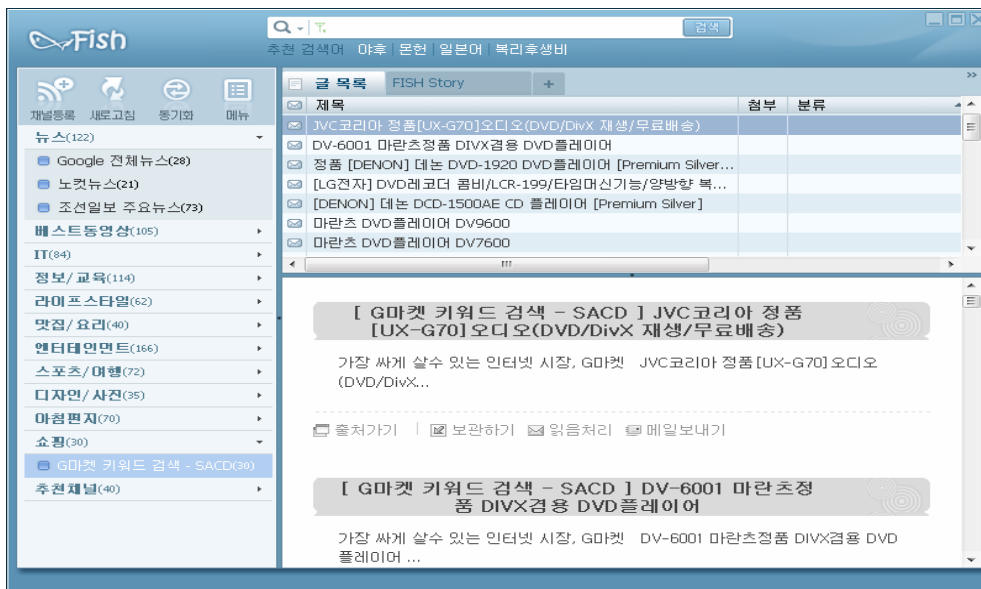 Fish
검색
추천 검색어 야후 | 몬헌 | 일본어 | 복리후생비
채널등록 새로고침 동기화 메뉴
뉴스(122)
Google 전체뉴스(28)
노컷뉴스(21)
조선일보 주요뉴스(73)
베스트동영상(105)
IT(84)
정보/교육(114)
라이프스타일(62)
맛집/요리(40)
엔터테인먼트(166)
스포츠/여행(72)
디자인/사진(35)
아침편지(70)
쇼핑(30)
G마켓 키워드 검색 - SACD(30)
추천채널(40)
글 목록 FISH Story +
제목 첨부 분류
JVC코리아 정품[UX-G70]오디오(DVD/DivX 재생/무료배송)
DV-6001 마란츠정품 DIVX겸용 DVD플레이어
정품 [DENON] 데논 DVD-1920 DVD플레이어 [Premium Silver...
[LG전자] DVD레코더 콤비/LCR-199/타임머신기능/양방향 복...
[DENON] 데논 DCD-1500AE CD 플레이어 [Premium Silver]
마란츠 DVD플레이어 DV9600
마란츠 DVD플레이어 DV7600
[ G마켓 키워드 검색 - SACD ] JVC코리아 정품
[UX-G70]오디오(DVD/DivX 재생/무료배송)
가장 싸게 살수 있는 인터넷 시장, G마켓 JVC코리아 정품[UX-G70]오디오
(DVD/DivX...
출처가기 | 보관하기 읽음처리 메일보내기
[ G마켓 키워드 검색 - SACD ] DV-6001 마란츠정
품 DIVX겸용 DVD플레이어
가장 싸게 살수 있는 인터넷 시장, G마켓 DV-6001 마란츠정품 DIVX겸용 DVD
플레이어 ...